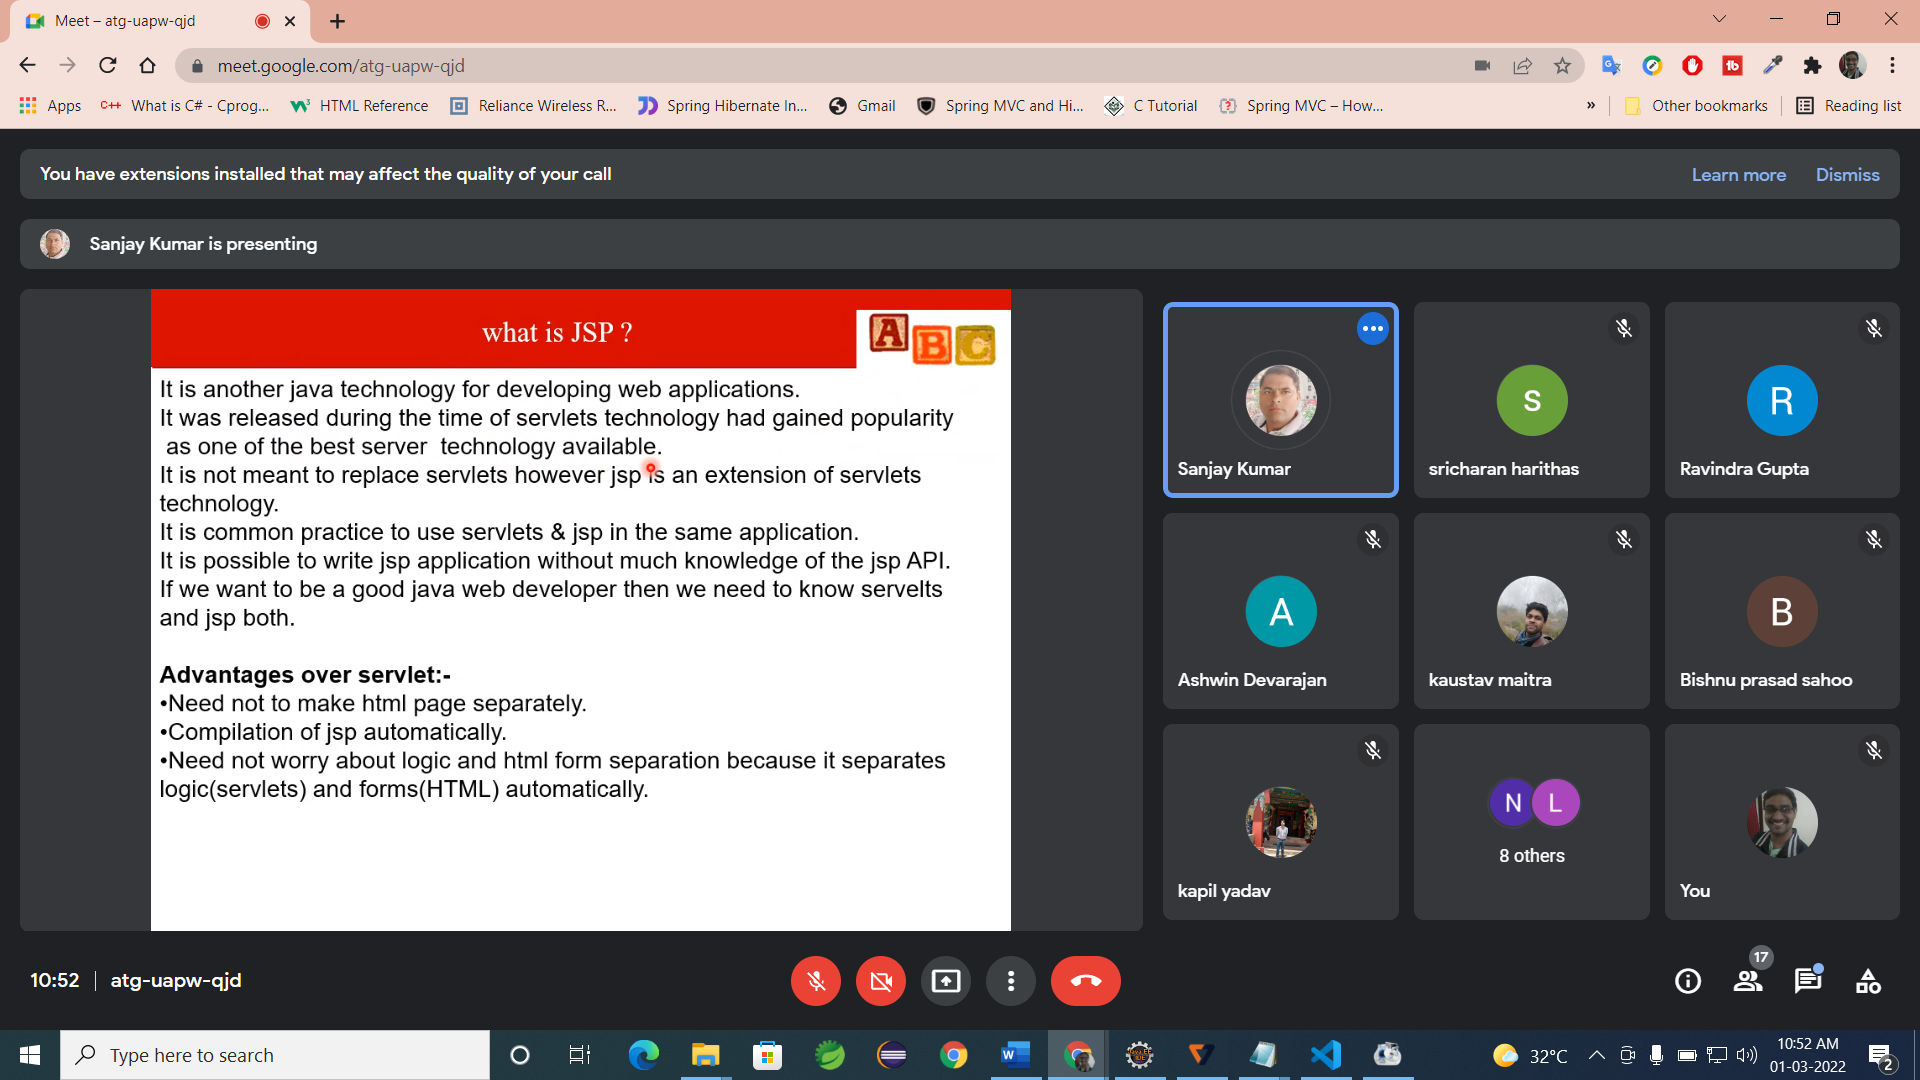 Meet – atg-uapw-qjd
meet.google.com/atg-uapw-qjd
Apps
C++ What is C# - Cprog...
W3 HTML Reference
Reliance Wireless R...
Spring Hibernate In...
Gmail
Spring MVC and Hi...
C Tutorial
Spring MVC – How...
»
Other bookmarks
Reading list
You have extensions installed that may affect the quality of your call
Learn more
Dismiss
Sanjay Kumar is presenting
what is JSP ?
A B C
It is another java technology for developing web applications.
It was released during the time of servlets technology had gained popularity
as one of the best server technology available.
It is not meant to replace servlets however jsp is an extension of servlets
technology.
It is common practice to use servlets & jsp in the same application.
It is possible to write jsp application without much knowledge of the jsp API.
If we want to be a good java web developer then we need to know servelts
and jsp both.
Advantages over servlet:-
•Need not to make html page separately.
•Compilation of jsp automatically.
•Need not worry about logic and html form separation because it separates
logic(servlets) and forms(HTML) automatically.
Sanjay Kumar
S
sricharan harithas
R
Ravindra Gupta
A
Ashwin Devarajan
kaustav maitra
B
Bishnu prasad sahoo
kapil yadav
N L
8 others
You
10:52
atg-uapw-qjd
17
Type here to search
32°C
10:52 AM
01-03-2022
2